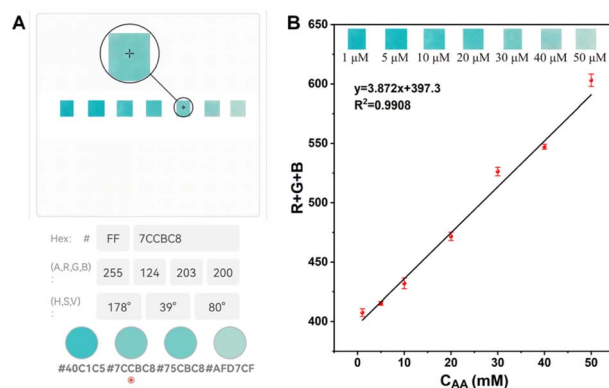 A
Hex: # FF 7CCBC8
(A,R,G,B) : 255 124 203 200
(H,S,V) : 178° 39° 80°
#40C1C5 #7CCBC8 #75CBC8 #AFD7CF
B
650
600
550
500
450
400
R+G+B
1 μM 5 μM 10 μM 20 μM 30 μM 40 μM 50 μM
y=3.872x+397.3
R²=0.9908
0 10 20 30 40 50
C_AA (mM)